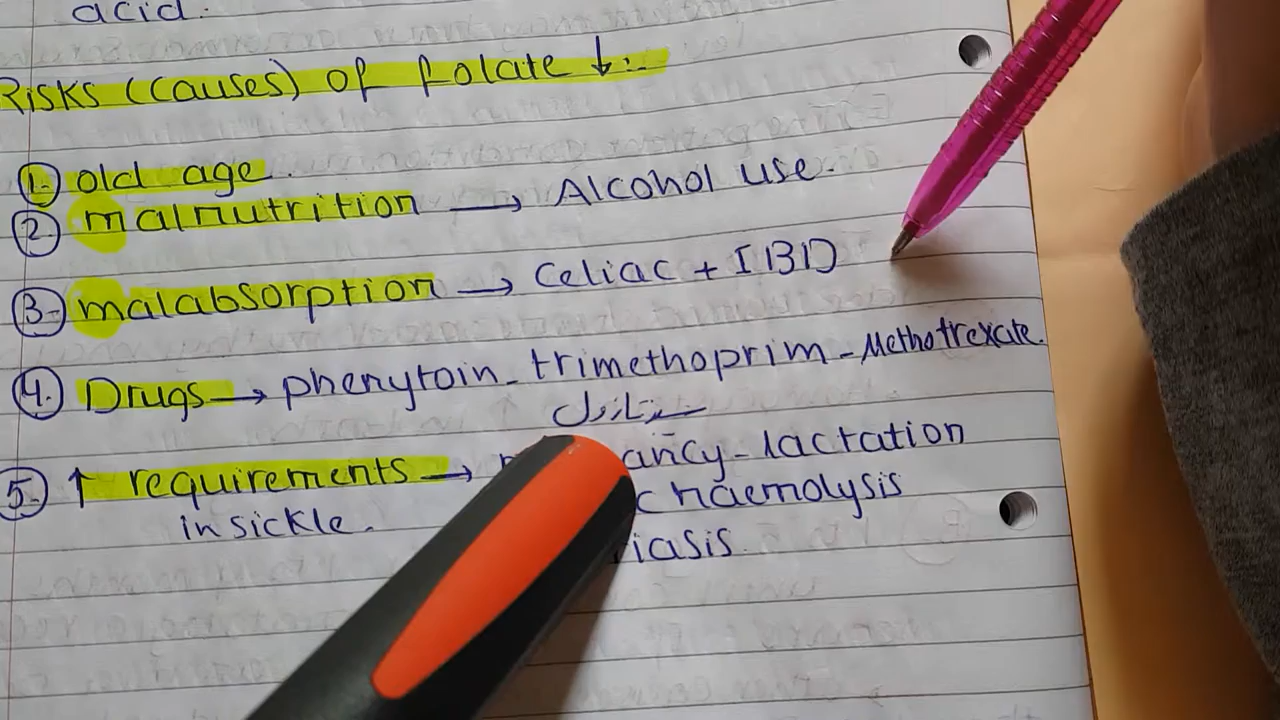 acid.
Risks (causes) of folate ↓:-
1. old age.
2. malnutrition → Alcohol use.
3- malabsorption → Celiac + IBD
4. Drugs → phenytoin - trimethoprim - Methotrexate.
5. ↑ requirements → ancy - lactation
in sickle. c haemolysis
iasis.